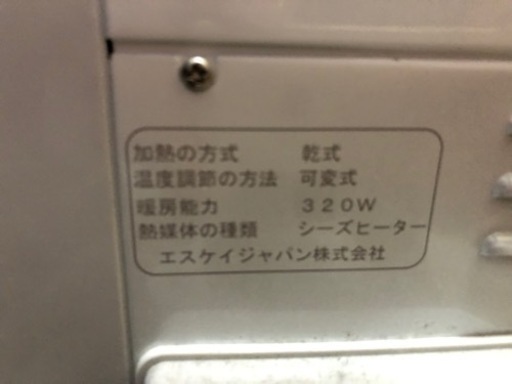 加熱の方式 乾式
温度調節の方法 可変式
暖房能力 320W
熱媒体の種類 シーズヒーター
エスケイジャパン株式会社